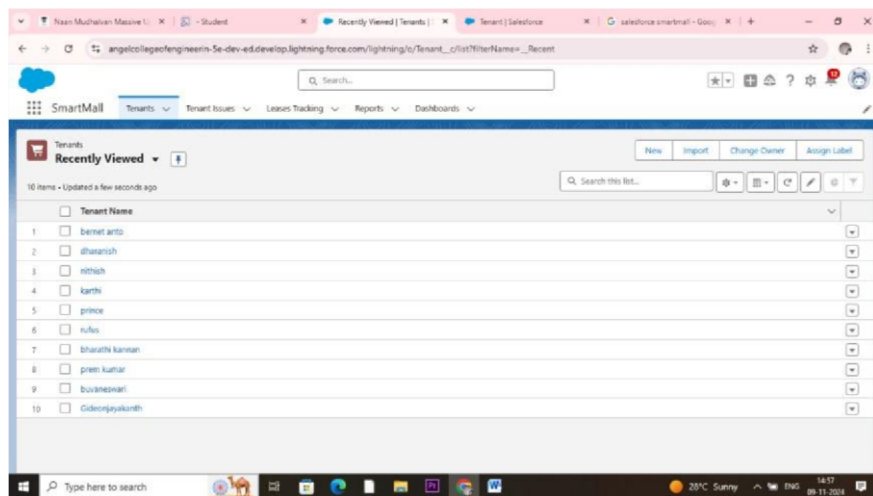 Naan Mudhalvan Massive
- Student
Recently Viewed | Tenants |
Tenant | Salesforce
salesforce smartmall - Goog
angelcollegeofengineerin-5e-dev-ed.develop.lightning.force.com/lightning/o/Tenant__c/list?filterName=__Recent
Search...
12
SmartMall Tenants Tenant Issues Leases Tracking Reports Dashboards
Tenants
Recently Viewed
New Import Change Owner Assign Label
10 items • Updated a few seconds ago
Search this list...
Tenant Name
1 bernet anto
2 dharanish
3 nithish
4 karthi
5 prince
6 rufus
7 bharathi kannan
8 prem kumar
9 buvaneswari
10 Gideonjayakanth
Type here to search
28°C Sunny
ENG
14:57
09-11-2024